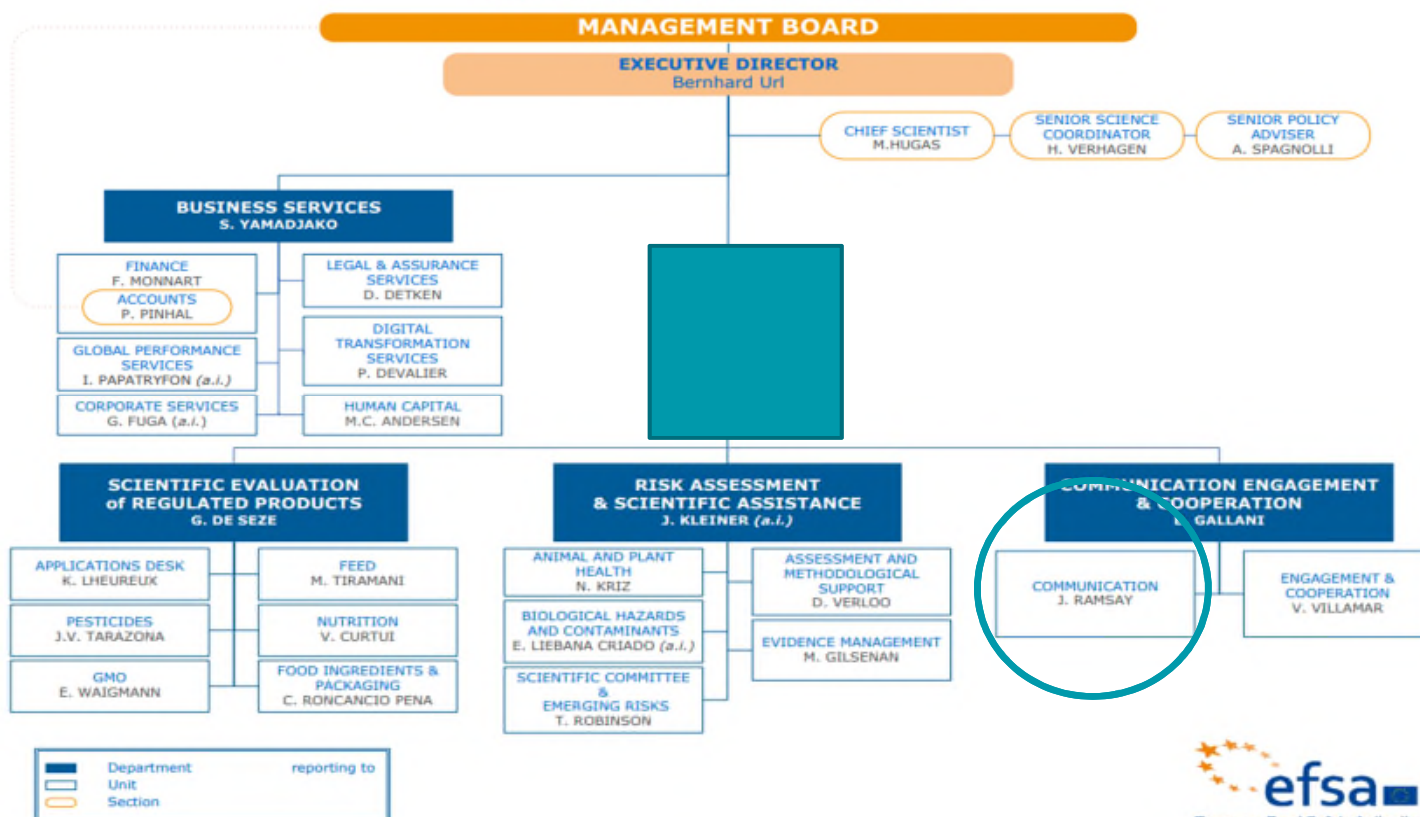 MANAGEMENT BOARD
EXECUTIVE DIRECTOR
Bernhard Url
CHIEF SCIENTIST
M.HUGAS
SENIOR SCIENCE
COORDINATOR
H. VERHAGEN
SENIOR POLICY
ADVISER
A. SPAGNOLLI
BUSINESS SERVICES
S. YAMADJAKO
FINANCE
F. MONNART
ACCOUNTS
P. PINHAL
LEGAL & ASSURANCE
SERVICES
D. DETKEN
GLOBAL PERFORMANCE
SERVICES
I. PAPATRYFON (a.i.)
DIGITAL
TRANSFORMATION
SERVICES
P. DEVALIER
CORPORATE SERVICES
G. FUGA (a.i.)
HUMAN CAPITAL
M.C. ANDERSEN
SCIENTIFIC EVALUATION
of REGULATED PRODUCTS
G. DE SEZE
APPLICATIONS DESK
K. LHEUREUX
FEED
M. TIRAMANI
PESTICIDES
J.V. TARAZONA
NUTRITION
V. CURTUI
GMO
E. WAIGMANN
FOOD INGREDIENTS &
PACKAGING
C. RONCANCIO PENA
RISK ASSESSMENT
& SCIENTIFIC ASSISTANCE
J. KLEINER (a.i.)
ANIMAL AND PLANT
HEALTH
N. KRIZ
ASSESSMENT AND
METHODOLOGICAL
SUPPORT
D. VERLOO
BIOLOGICAL HAZARDS
AND CONTAMINANTS
E. LIEBANA CRIADO (a.i.)
EVIDENCE MANAGEMENT
M. GILSENAN
SCIENTIFIC COMMITTEE
&
EMERGING RISKS
T. ROBINSON
COMMUNICATION ENGAGEMENT
& COOPERATION
GALLANI
COMMUNICATION
J. RAMSAY
ENGAGEMENT &
COOPERATION
V. VILLAMAR
Department reporting to
Unit
Section
efsa